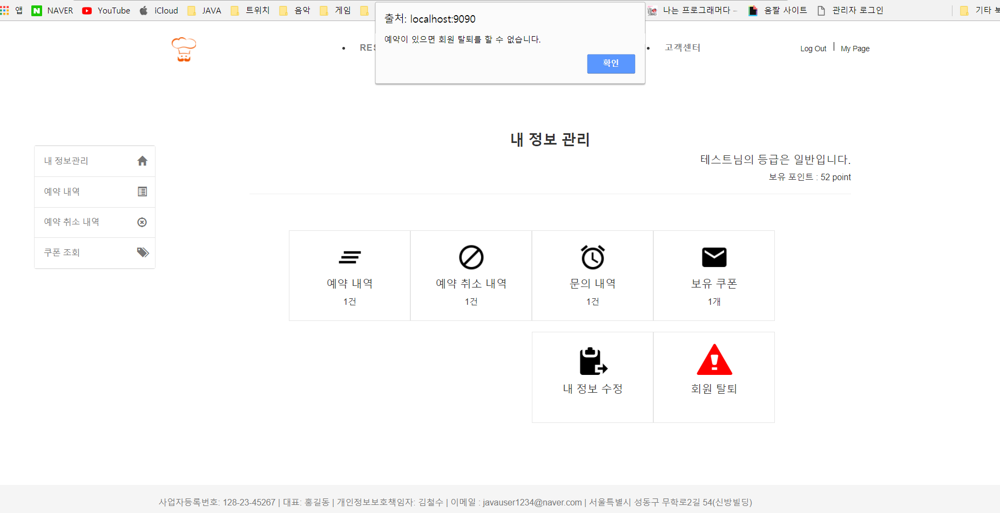 앱 NAVER YouTube iCloud JAVA 트위치 음악 게임 나는 프로그래머다 – 움짤 사이트 관리자 로그인 기타
출처: localhost:9090
예약이 있으면 회원 탈퇴를 할 수 없습니다.
확인
고객센터 Log Out My Page
내 정보 관리
테스트님의 등급은 일반입니다.
보유 포인트 : 52 point
내 정보관리
예약 내역
예약 취소 내역
쿠폰 조회
예약 내역 예약 취소 내역 문의 내역 보유 쿠폰
1건 1건 1건 1개
내 정보 수정 회원 탈퇴
사업자등록번호: 128-23-45267 | 대표: 홍길동 | 개인정보보호책임자: 김철수 | 이메일 : javauser1234@naver.com | 서울특별시 성동구 무학로2길 54(신방빌딩)